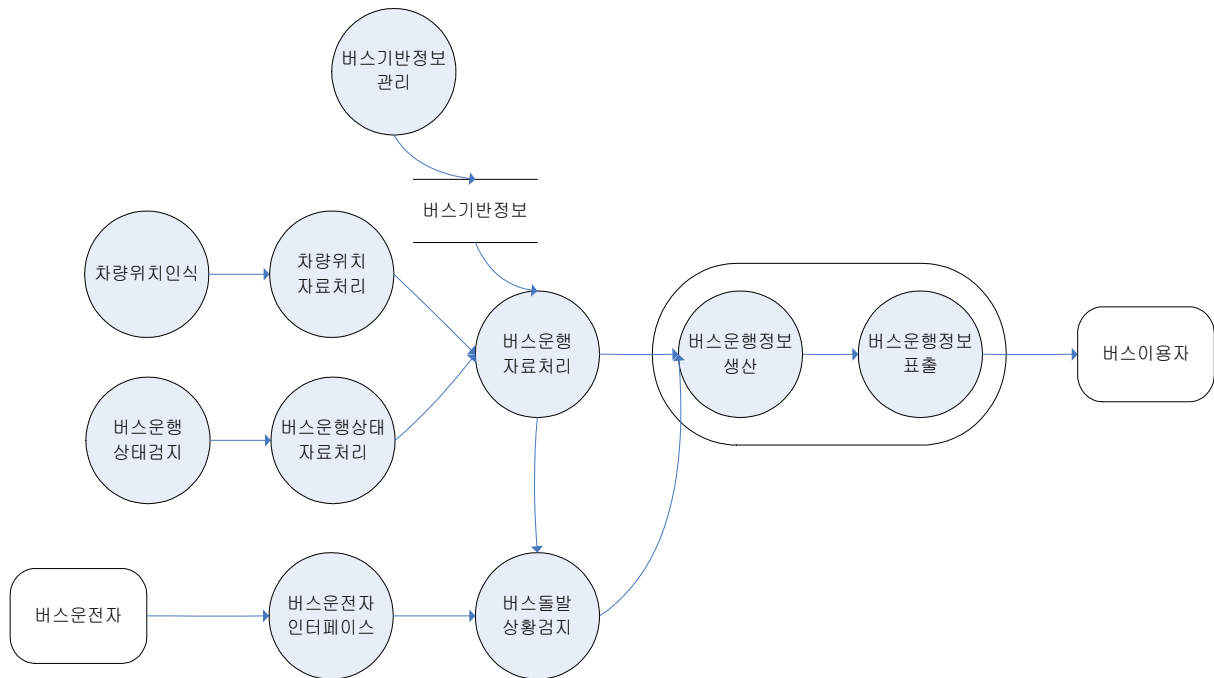 버스기반정보
관리
버스기반정보
차량위치인식
차량위치
자료처리
버스운행
자료처리
버스운행정보
생산
버스운행정보
표출
버스이용자
버스운행
상태검지
버스운행상태
자료처리
버스운전자
버스운전자
인터페이스
버스돌발
상황검지